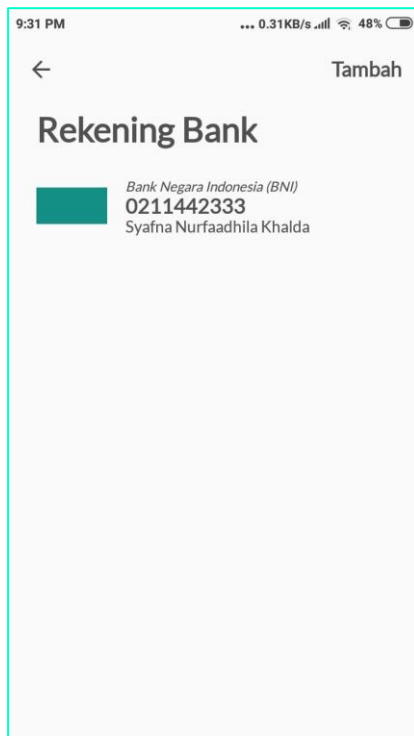 9:31 PM ... 0.31KB/s 48%
Tambah
Rekening Bank
Bank Negara Indonesia (BNI)
0211442333
Syafna Nurfaadhila Khalda